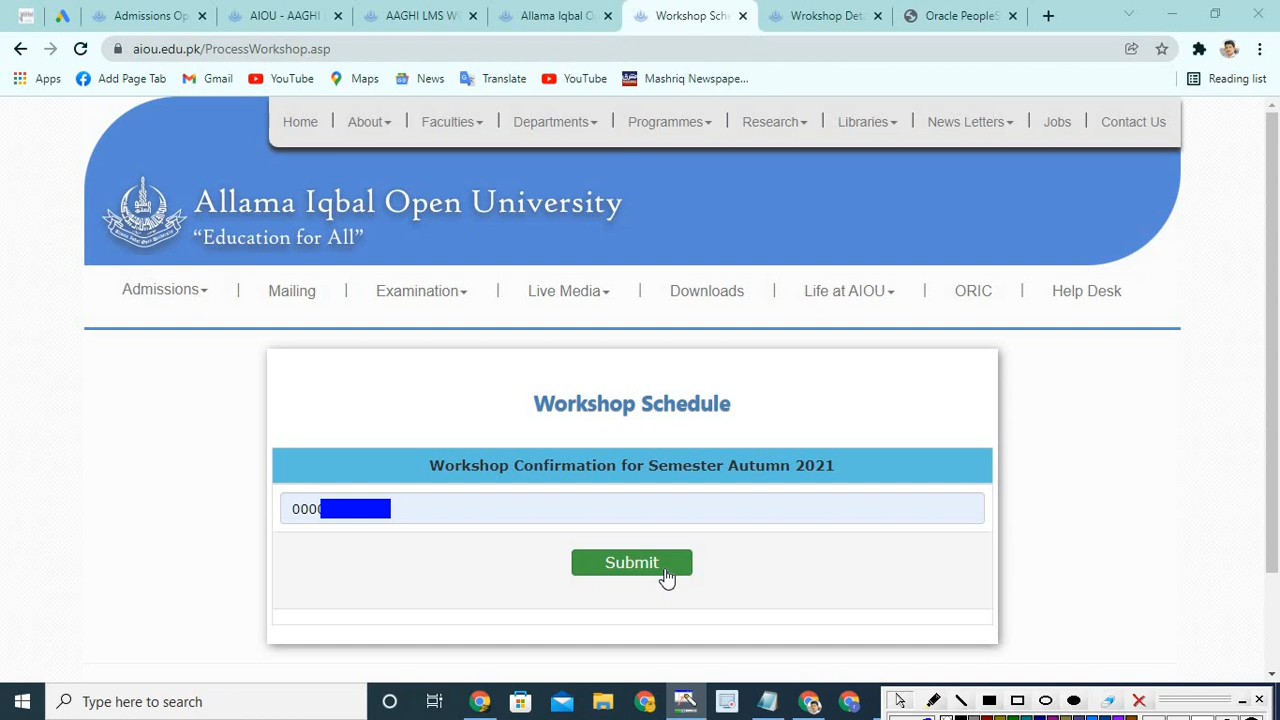 Admissions Op
AIOU - AAGHI L
AAGHI LMS WO
Allama Iqbal O
Workshop Sch
Wrokshop Det
Oracle PeopleS
aiou.edu.pk/ProcessWorkshop.asp
Apps
Add Page Tab
Gmail
YouTube
Maps
News
Translate
YouTube
Mashriq Newspape...
Reading list
Home
About
Faculties
Departments
Programmes
Research
Libraries
News Letters
Jobs
Contact Us
Allama Iqbal Open University
“Education for All”
Admissions
Mailing
Examination
Live Media
Downloads
Life at AIOU
ORIC
Help Desk
Workshop Schedule
Workshop Confirmation for Semester Autumn 2021
0000
Submit
Type here to search